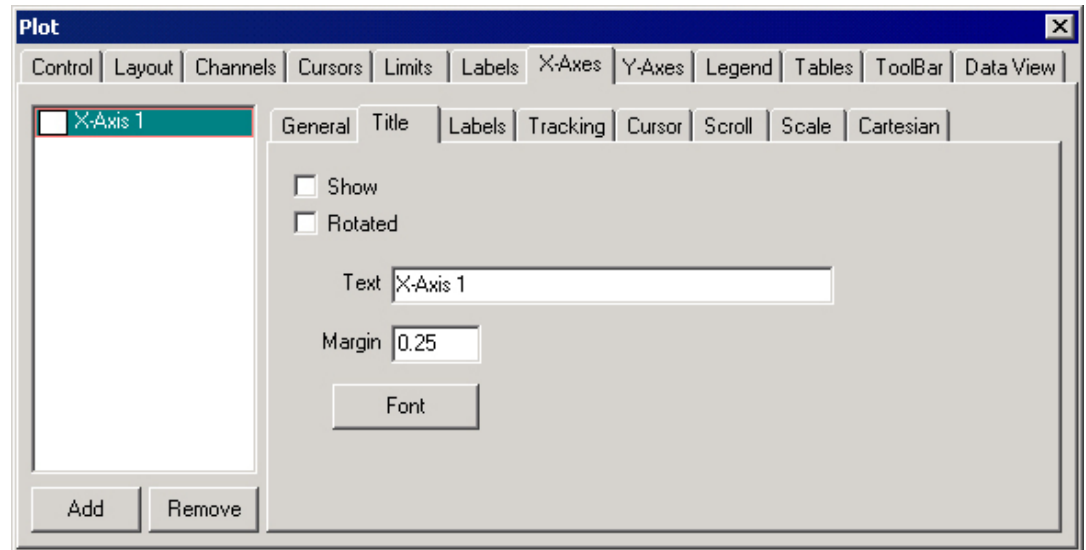 Plot
Control Layout Channels Cursors Limits Labels X-Axes Y-Axes Legend Tables ToolBar Data View
X-Axis 1
General Title Labels Tracking Cursor Scroll Scale Cartesian
Show
Rotated
Text X-Axis 1
Margin 0.25
Font
Add Remove